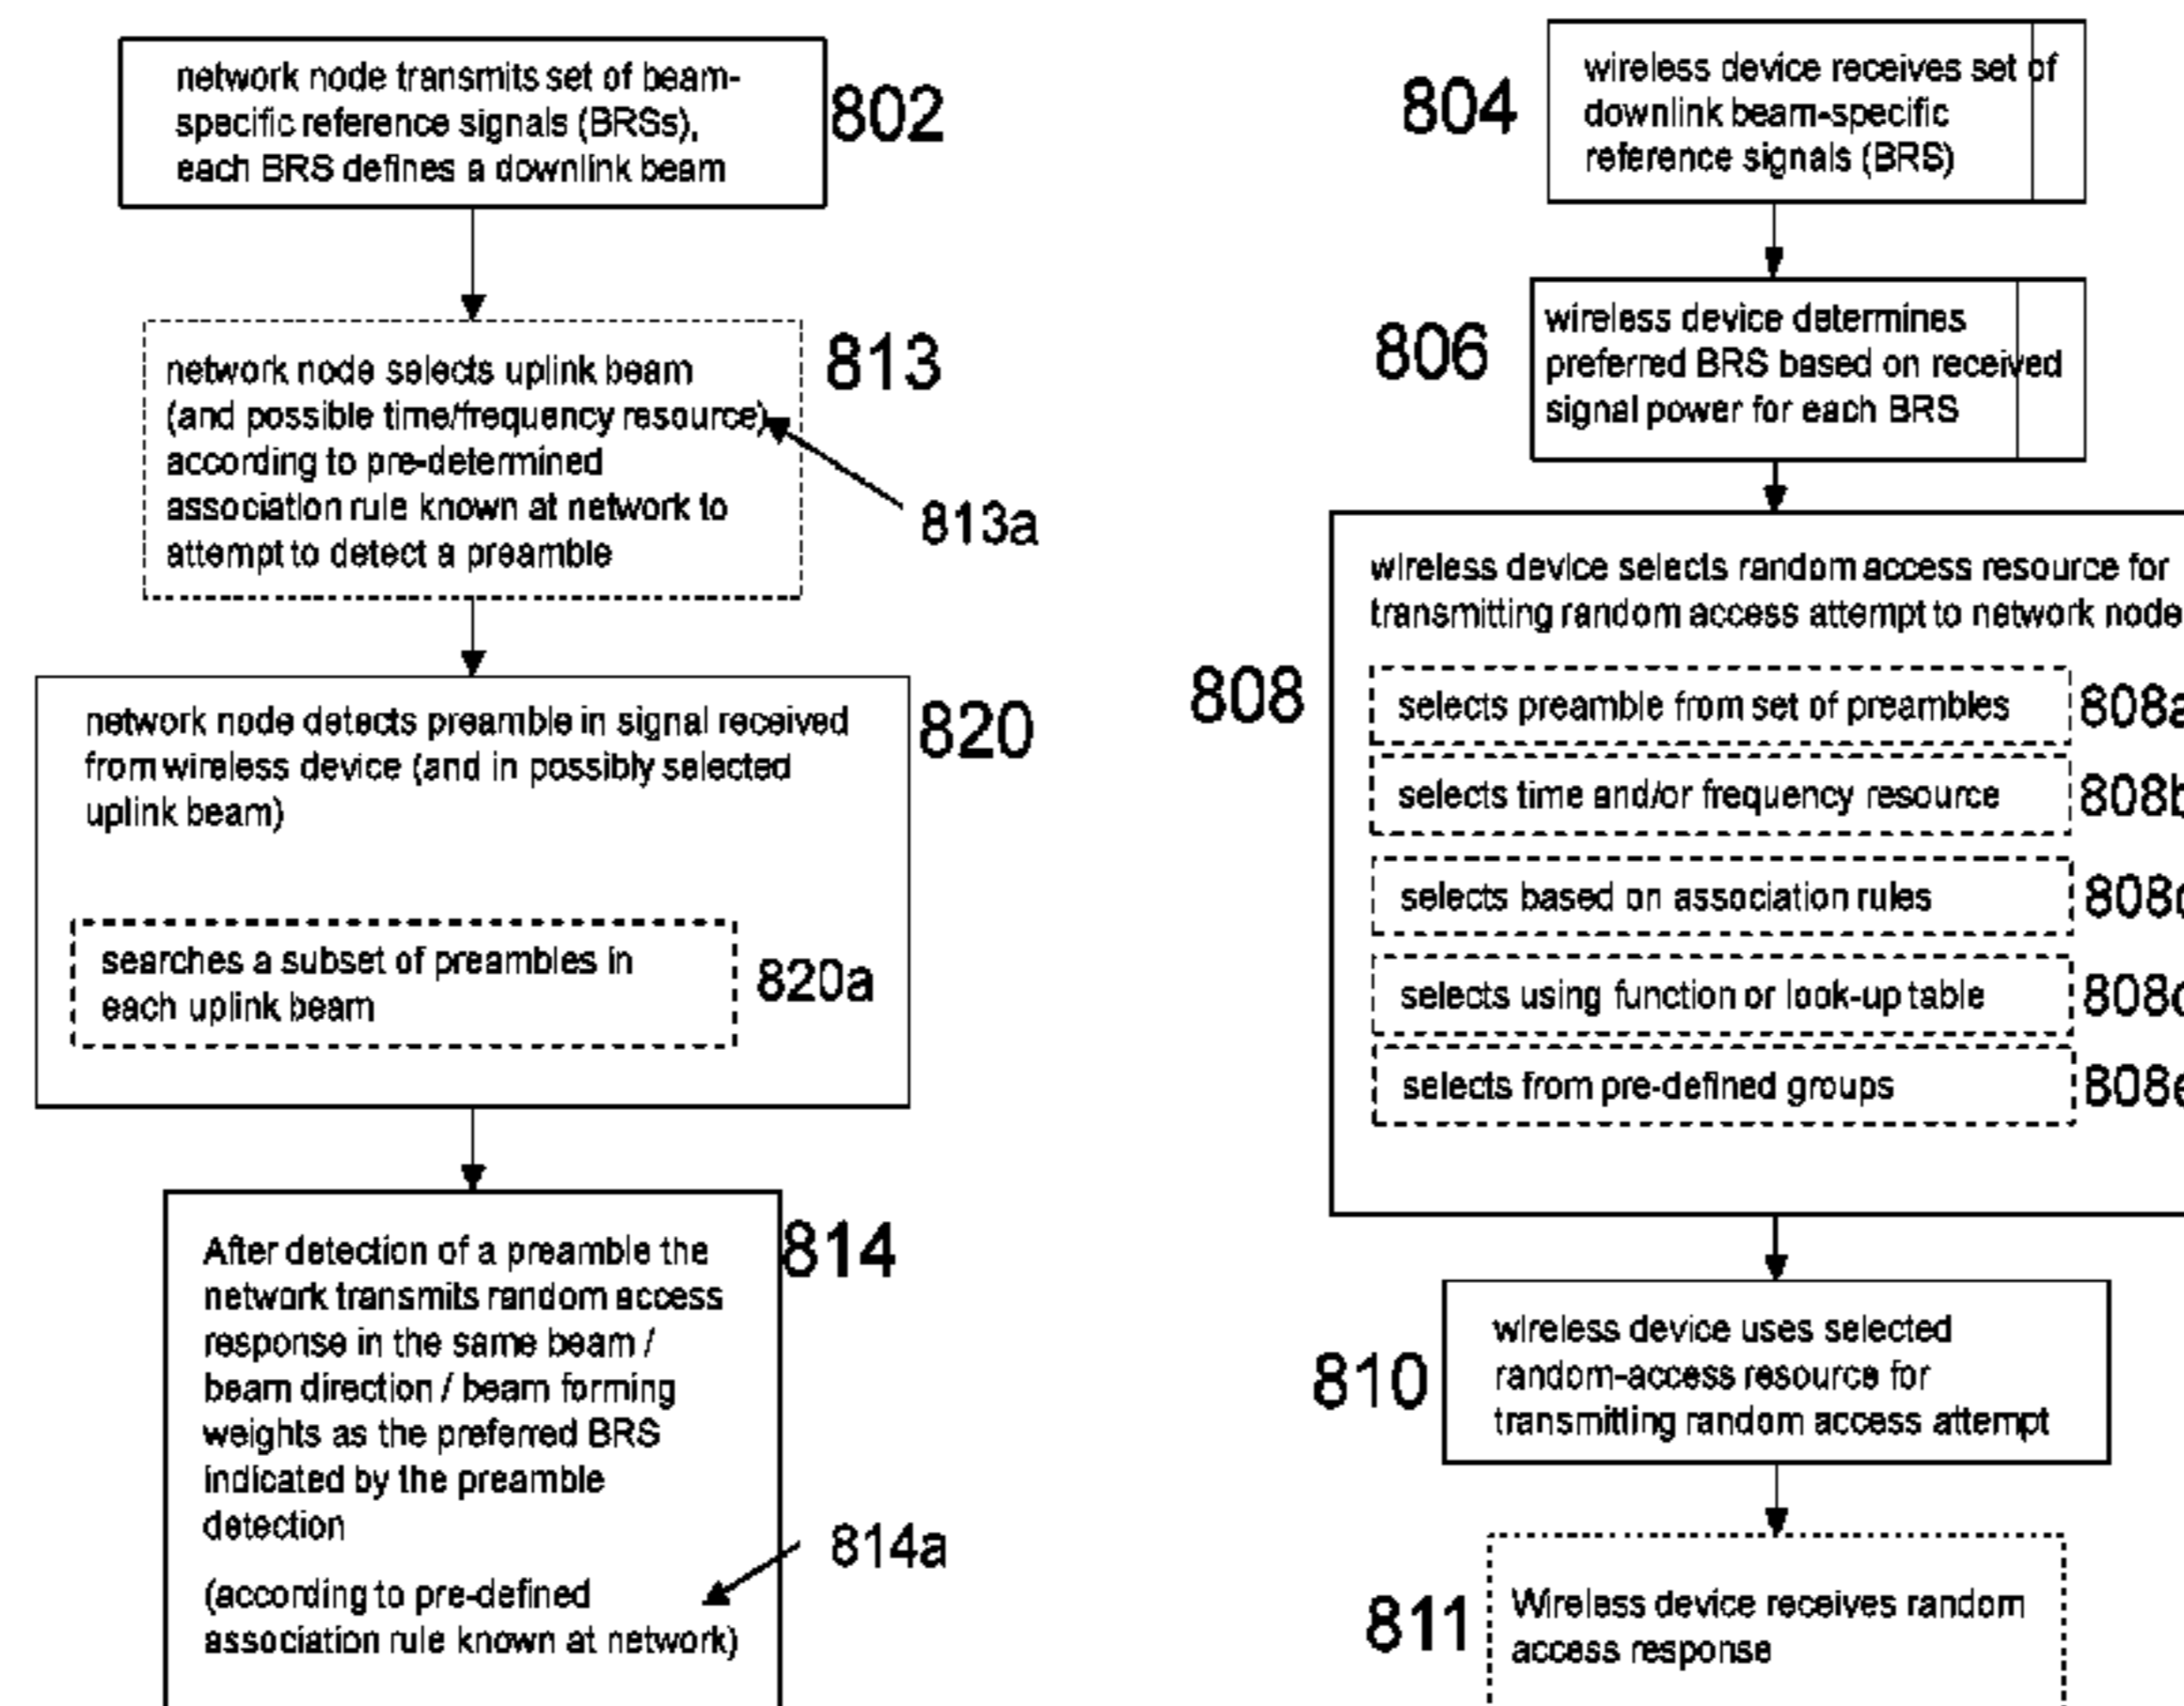 network node transmits set of beam-
specific reference signals (BRSs),
each BRS defines a downlink beam
802
network node selects uplink beam
(and possible time/frequency resource)
according to pre-determined
association rule known at network to
attempt to detect a preamble
813
813a
network node detects preamble in signal received
from wireless device (and in possibly selected
uplink beam)
820
searches a subset of preambles in
each uplink beam
820a
After detection of a preamble the
network transmits random access
response in the same beam /
beam direction / beam forming
weights as the preferred BRS
indicated by the preamble
detection
(according to pre-defined
association rule known at network)
814
814a
804
wireless device receives set of
downlink beam-specific
reference signals (BRS)
806
wireless device determines
preferred BRS based on received
signal power for each BRS
808
wireless device selects random access resource for
transmitting random access attempt to network node
selects preamble from set of preambles
808a
selects time and/or frequency resource
808b
selects based on association rules
808c
selects using function or look-up table
selects from pre-defined groups
808e
810
wireless device uses selected
random-access resource for
transmitting random access attempt
811
Wireless device receives random
access response